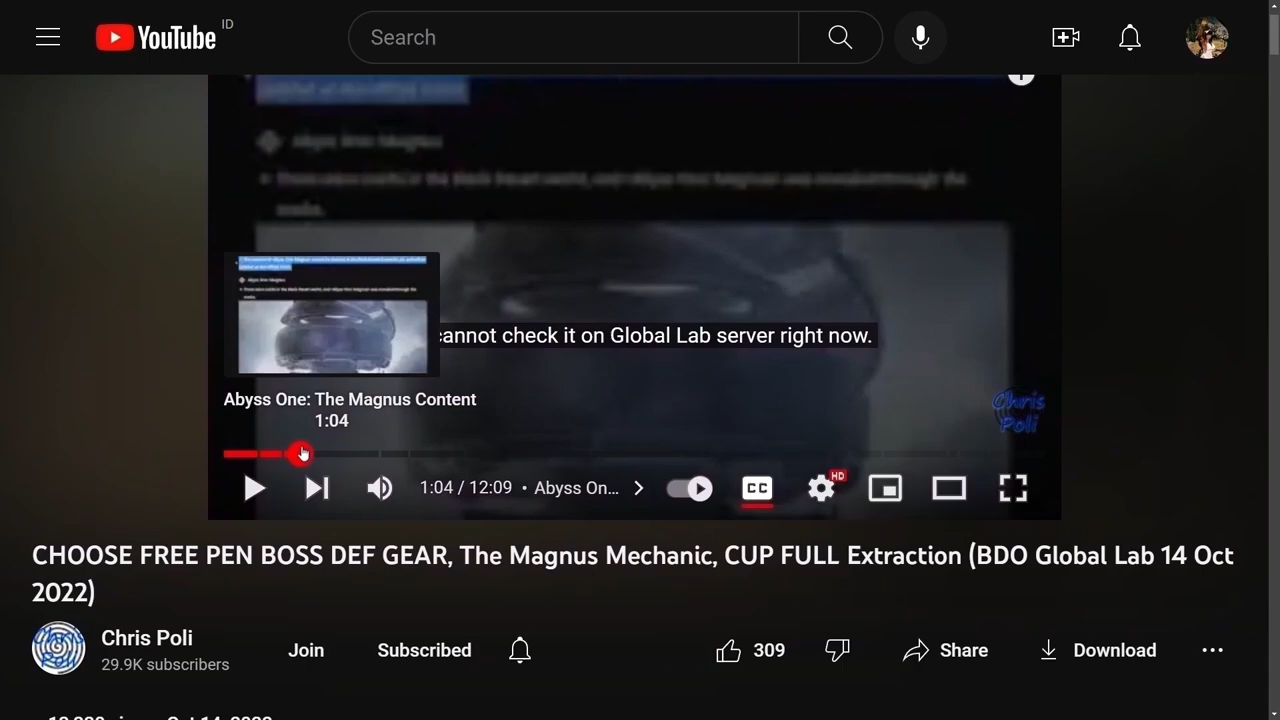 YouTube ID
Search
cannot check it on Global Lab server right now.
Abyss One: The Magnus Content
1:04
Chris
Poli
1:04 / 12:09 • Abyss On...
CC
HD
CHOOSE FREE PEN BOSS DEF GEAR, The Magnus Mechanic, CUP FULL Extraction (BDO Global Lab 14 Oct
2022)
Chris Poli
29.9K subscribers
Join
Subscribed
309
Share
Download